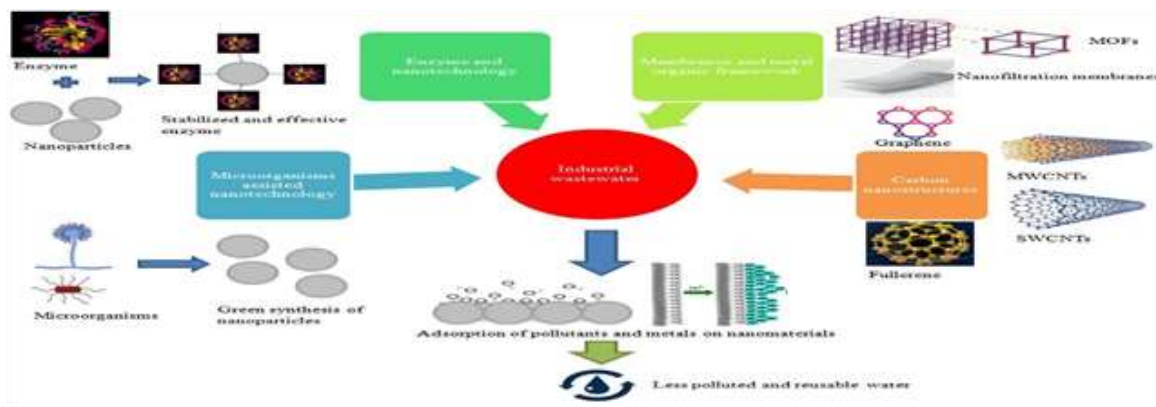 Enzyme
Nanoparticles
Stabilized and effective
enzyme
Enzyme and
nanotechnology
Membranes and metal
organic framework
MOFs
Nanofiltration membranes
Graphene
MWCNTs
Carbon
nanostructures
SWCNTs
Fullerene
Microorganisms
assisted
nanotechnology
Industrial
wastewater
Microorganisms
Green synthesis of
nanoparticles
Adsorption of pollutants and metals on nanomaterials
Less polluted and reusable water